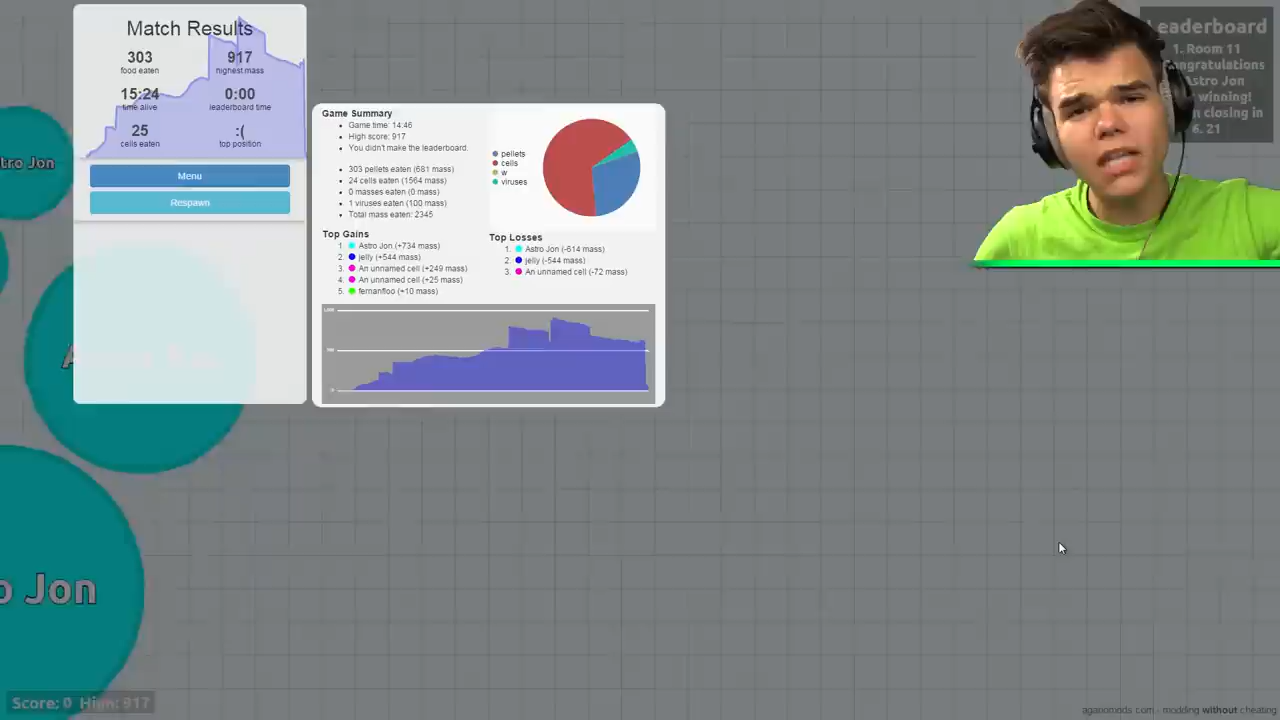 Match Results
303
food eaten
917
highest mass
15:24
time alive
0:00
leaderboard time
25
cells eaten
:(
top position
Menu
Respawn
Game Summary
Game time: 14:46
High score: 917
You didn't make the leaderboard.
303 pellets eaten (681 mass)
24 cells eaten (1564 mass)
0 masses eaten (0 mass)
1 viruses eaten (100 mass)
Total mass eaten: 2345
pellets
cells
w
viruses
Top Gains
1. Astro Jon (+734 mass)
2. jelly (+544 mass)
3. An unnamed cell (+249 mass)
4. An unnamed cell (+25 mass)
5. fernanfloo (+10 mass)
Top Losses
1. Astro Jon (-614 mass)
2. jelly (-544 mass)
3. An unnamed cell (-72 mass)
Leaderboard
1. Room 11
ongratulations
Astro Jon
winning!
closing in
6. 21
tro Jon
o Jon
Score: 0 High: 917
agariomods.com - modding without cheating